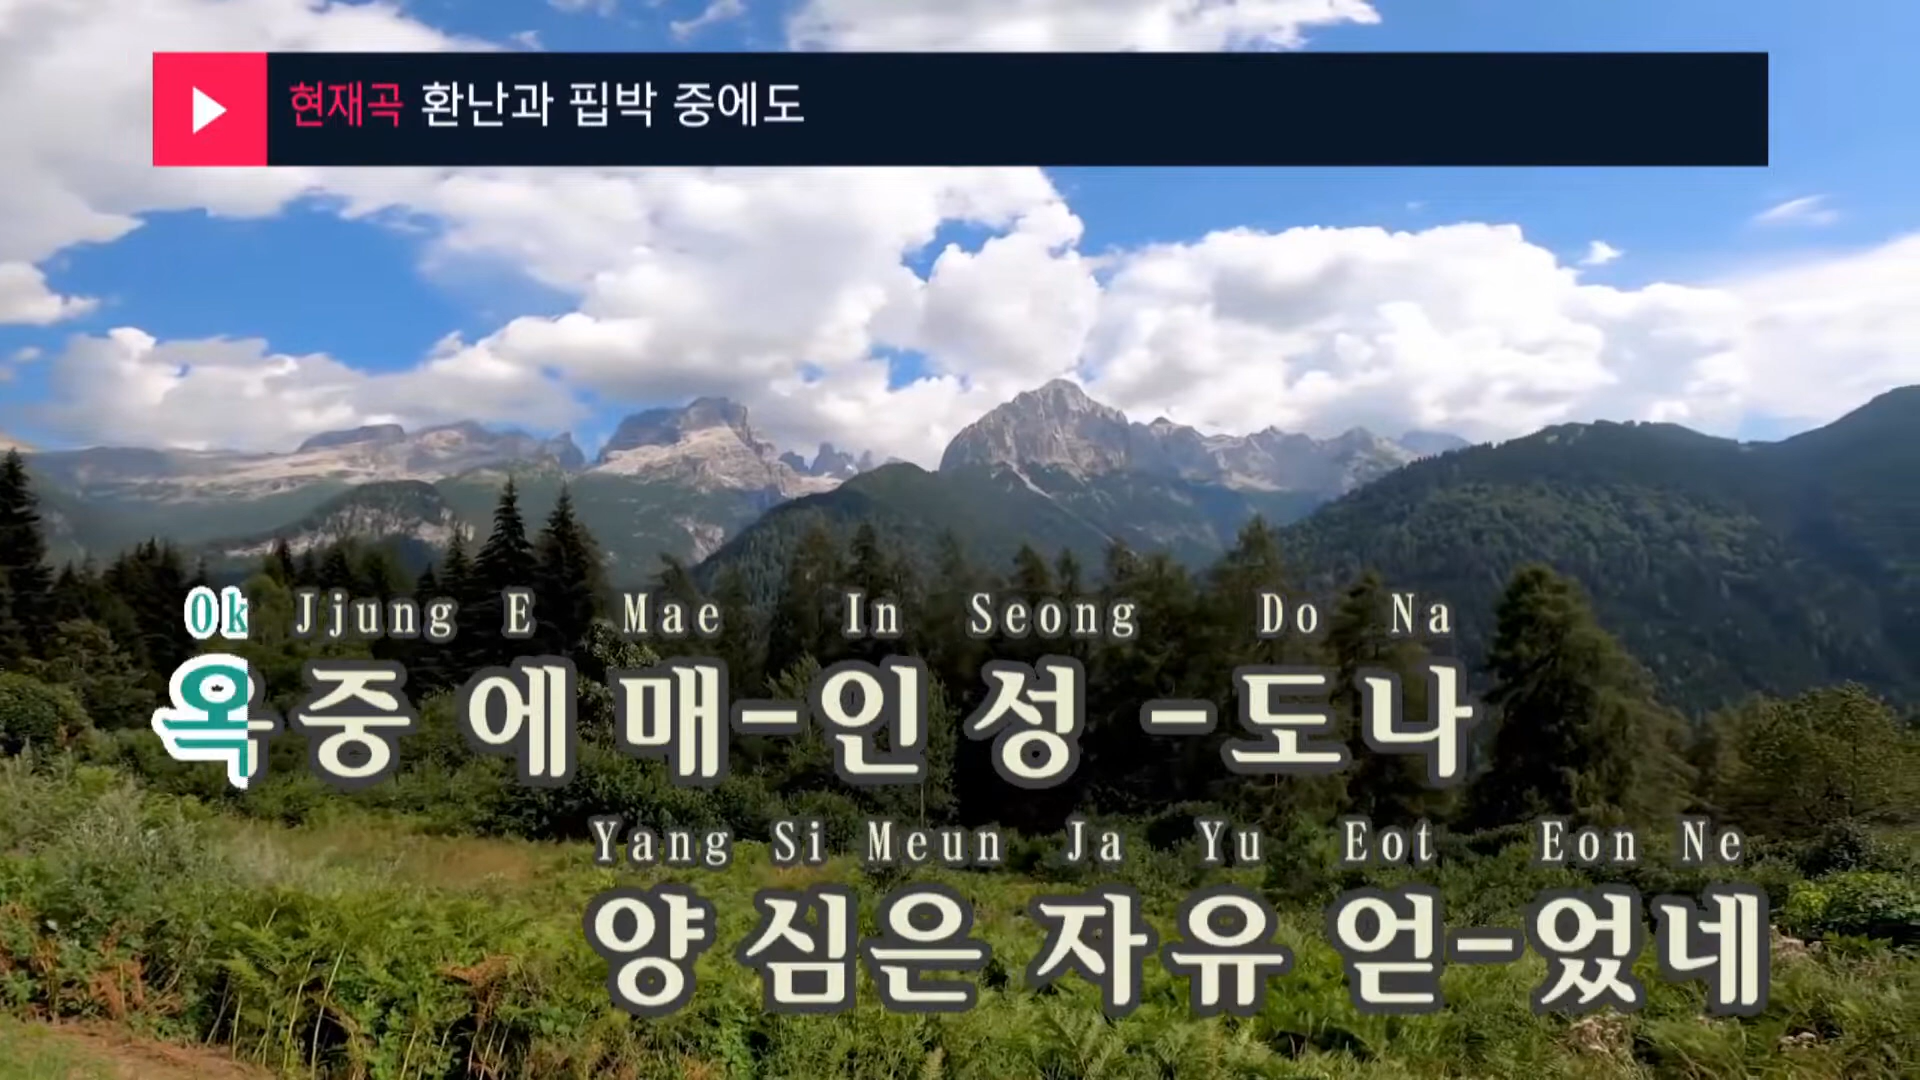 현재곡 환난과 핍박 중에도
Ok Jjung E Mae In Seong Do Na
옥중에 매-인 성 -도나
Yang Si Meun Ja Yu Eot Eon Ne
양심은 자유 얻-었네